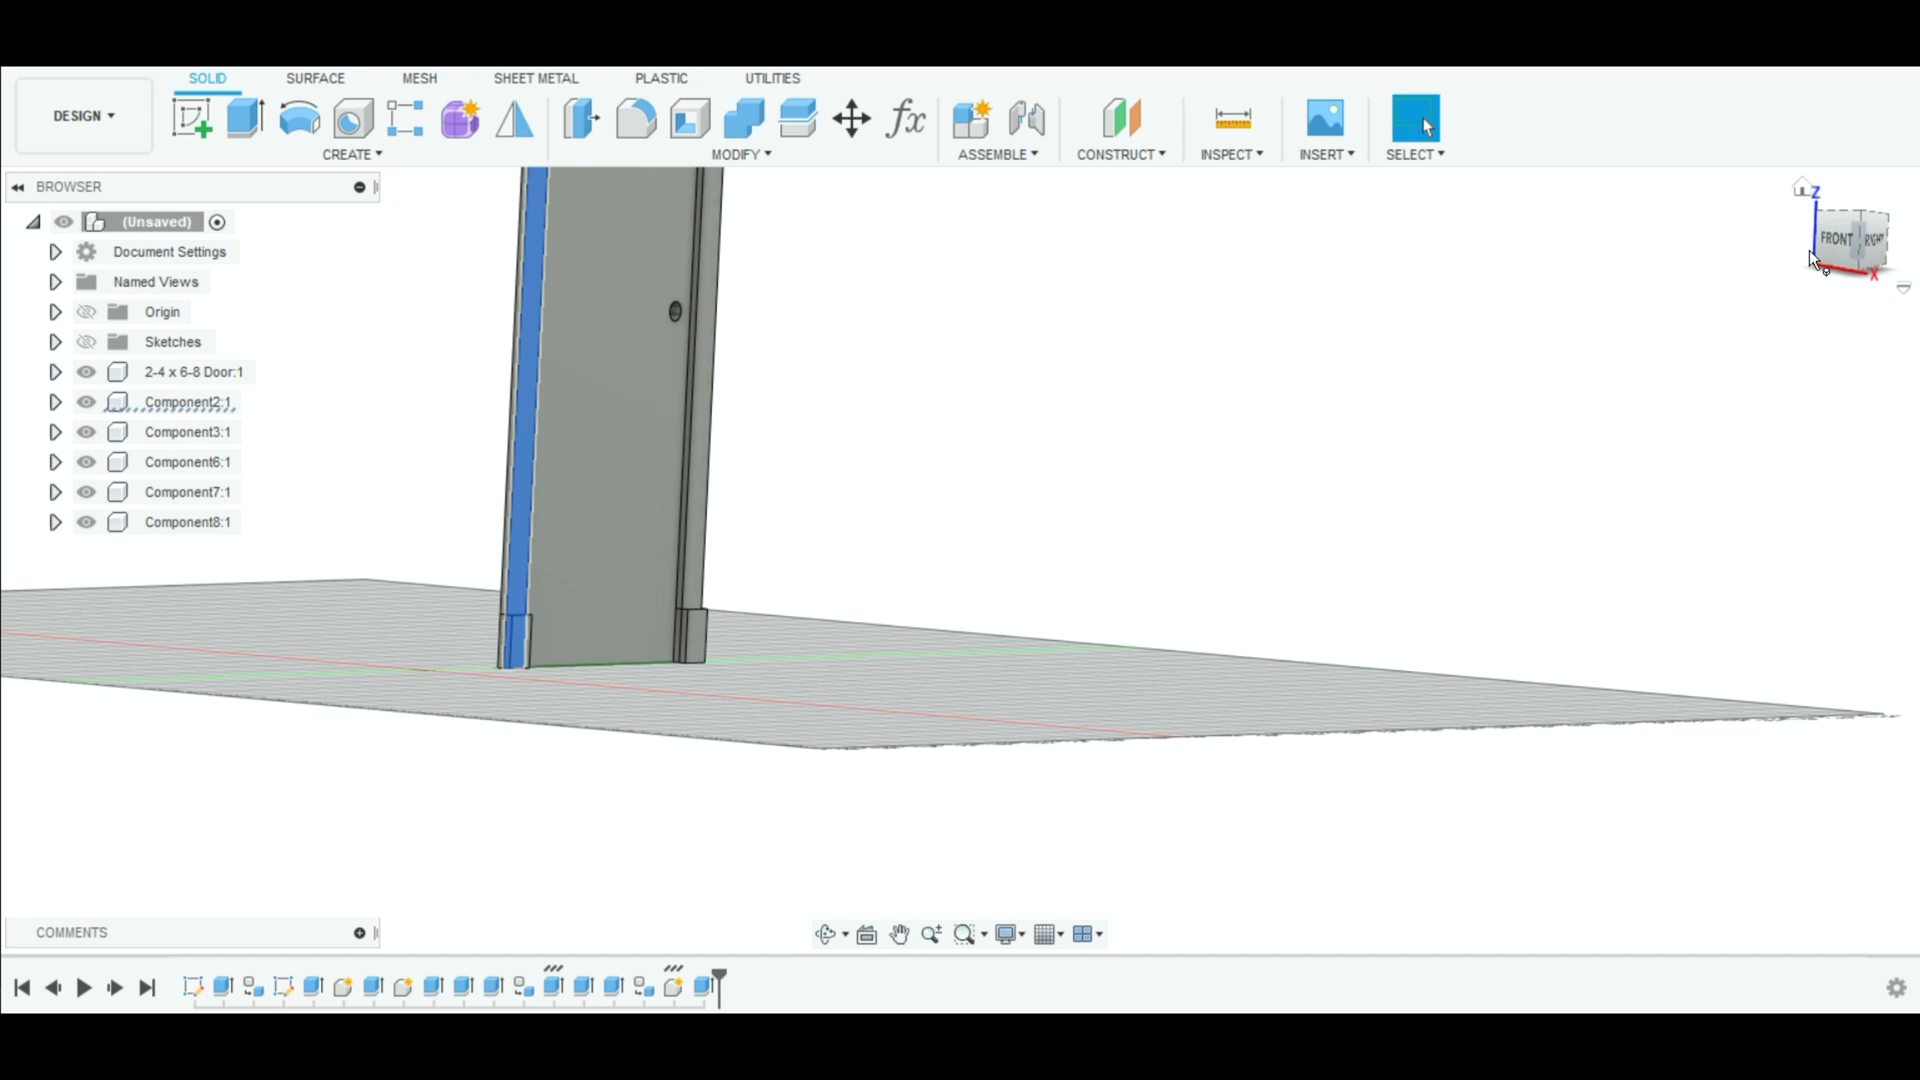 SOLID SURFACE MESH SHEET METAL PLASTIC UTILITIES
DESIGN
CREATE MODIFY ASSEMBLE CONSTRUCT INSPECT INSERT SELECT
fx
BROWSER
(Unsaved)
Document Settings
Named Views
Origin
Sketches
2-4 x 6-8 Door:1
Component2:1
Component3:1
Component6:1
Component7:1
Component8:1
Z
FRONT RIGHT
X
COMMENTS